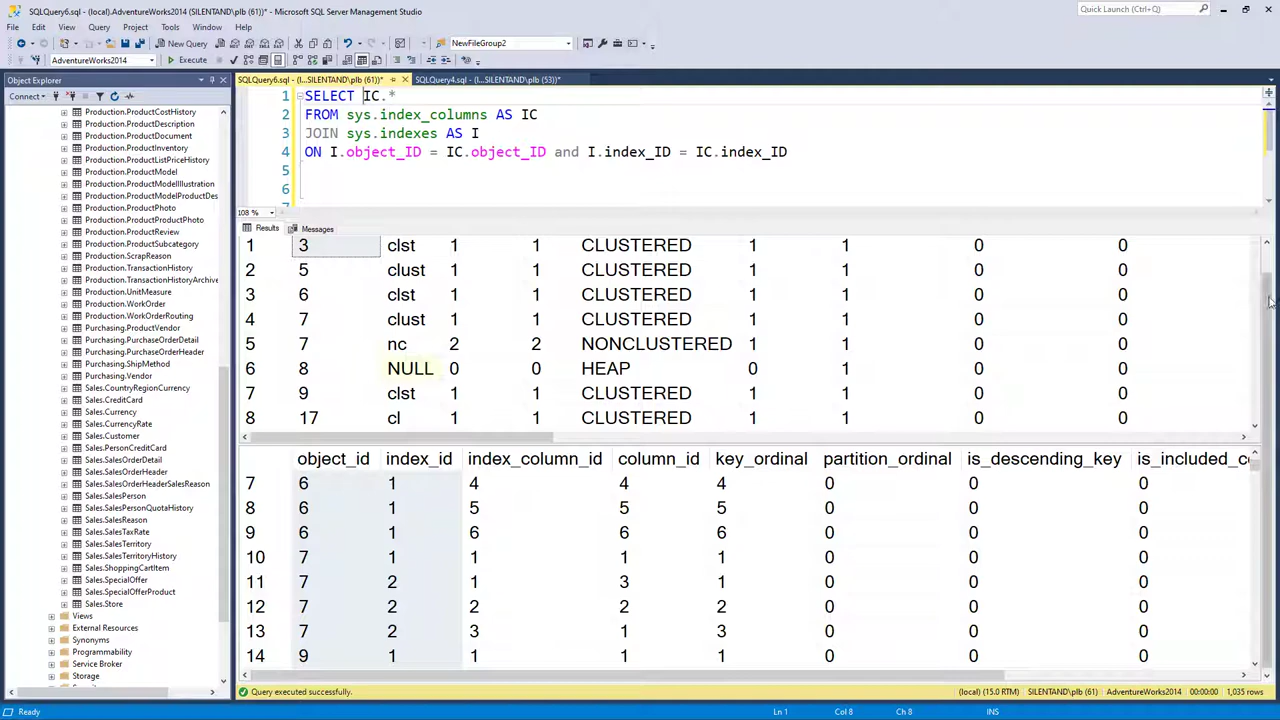 SQLQuery6.sql - (local).AdventureWorks2014 (SILENTAND\plb (61))* - Microsoft SQL Server Management Studio
Quick Launch (Ctrl+Q)
File Edit View Query Project Tools Window Help
New Query
NewFileGroup2
AdventureWorks2014
Execute
Object Explorer
SQLQuery6.sql - (l...SILENTAND\plb (61))*
SQLQuery4.sql - (l...SILENTAND\plb (53))*
Connect
Production.ProductCostHistory
Production.ProductDescription
Production.ProductDocument
Production.ProductInventory
Production.ProductListPriceHistory
Production.ProductModel
Production.ProductModelIllustration
Production.ProductModelProductDes
Production.ProductPhoto
Production.ProductProductPhoto
Production.ProductReview
Production.ProductSubcategory
Production.ScrapReason
Production.TransactionHistory
Production.TransactionHistoryArchive
Production.UnitMeasure
Production.WorkOrder
Production.WorkOrderRouting
Purchasing.ProductVendor
Purchasing.PurchaseOrderDetail
Purchasing.PurchaseOrderHeader
Purchasing.ShipMethod
Purchasing.Vendor
Sales.CountryRegionCurrency
Sales.CreditCard
Sales.Currency
Sales.CurrencyRate
Sales.Customer
Sales.PersonCreditCard
Sales.SalesOrderDetail
Sales.SalesOrderHeader
Sales.SalesOrderHeaderSalesReason
Sales.SalesPerson
Sales.SalesPersonQuotaHistory
Sales.SalesReason
Sales.SalesTaxRate
Sales.SalesTerritory
Sales.SalesTerritoryHistory
Sales.ShoppingCartItem
Sales.SpecialOffer
Sales.SpecialOfferProduct
Sales.Store
Views
External Resources
Synonyms
Programmability
Service Broker
Storage
1 SELECT IC.*
2 FROM sys.index_columns AS IC
3 JOIN sys.indexes AS I
4 ON I.object_ID = IC.object_ID and I.index_ID = IC.index_ID
5
6
108 %
Results Messages
1 3 clst 1 1 CLUSTERED 1 1 0 0
2 5 clust 1 1 CLUSTERED 1 1 0 0
3 6 clst 1 1 CLUSTERED 1 1 0 0
4 7 clust 1 1 CLUSTERED 1 1 0 0
5 7 nc 2 2 NONCLUSTERED 1 1 0 0
6 8 NULL 0 0 HEAP 0 1 0 0
7 9 clst 1 1 CLUSTERED 1 1 0 0
8 17 cl 1 1 CLUSTERED 1 1 0 0
object_id index_id index_column_id column_id key_ordinal partition_ordinal is_descending_key is_included_c
7 6 1 4 4 4 0 0 0
8 6 1 5 5 5 0 0 0
9 6 1 6 6 6 0 0 0
10 7 1 1 1 1 0 0 0
11 7 2 1 3 1 0 0 0
12 7 2 2 2 2 0 0 0
13 7 2 3 1 3 0 0 0
14 9 1 1 1 1 0 0 0
Query executed successfully.
(local) (15.0 RTM) SILENTAND\plb (61) AdventureWorks2014 00:00:00 1,035 rows
Ready Ln 1 Col 8 Ch 8 INS